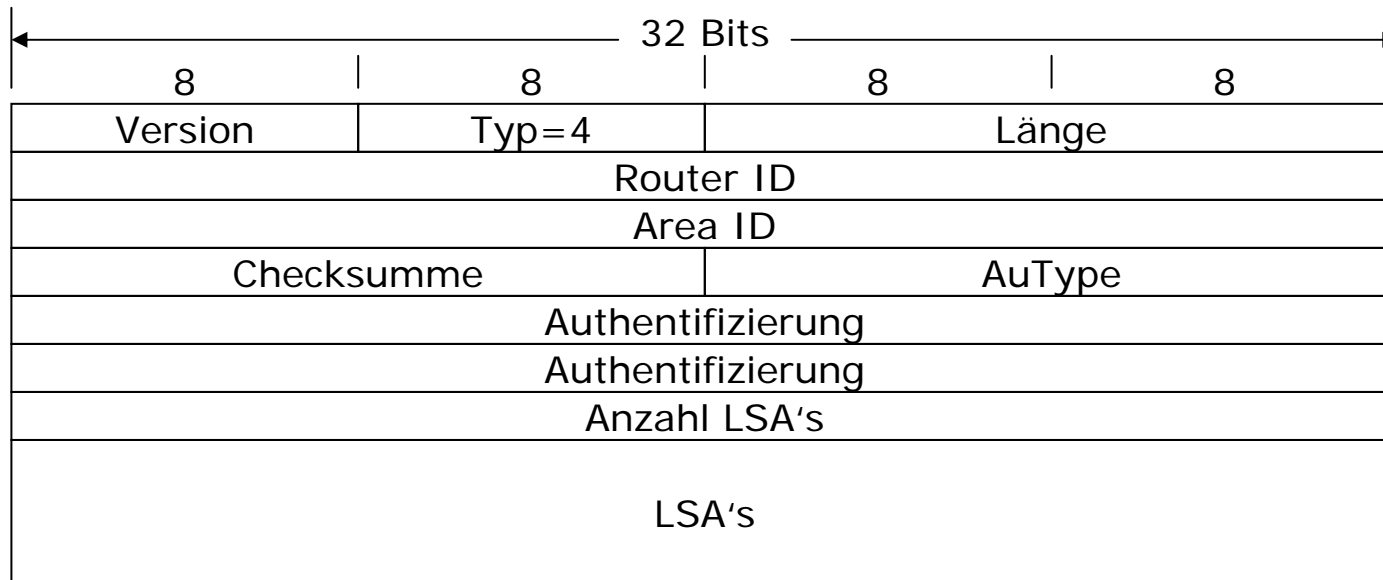 32 Bits
8 8 8 8
Version Typ=4 Länge
Router ID
Area ID
Checksumme AuType
Authentifizierung
Authentifizierung
Anzahl LSA‘s
LSA‘s